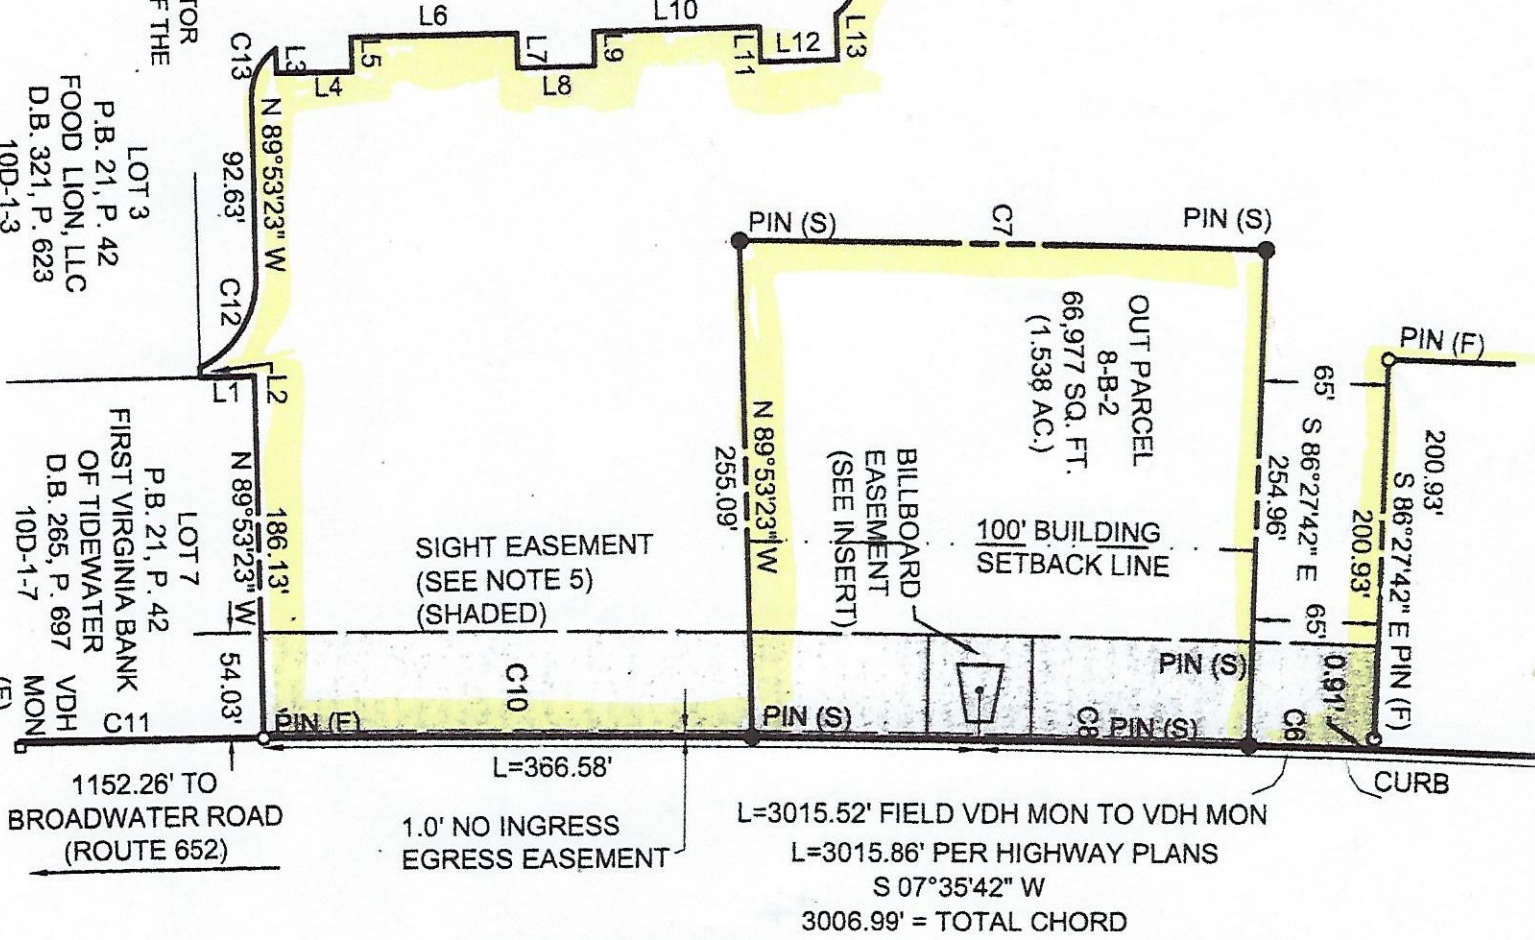 TOR
F THE
L6
L10
L13
L12
L11
L9
L7
L8
L5
L4
L3
C13
N 89°53'23" W
92.63'
C12
LOT 3
P.B. 21, P. 42
FOOD LION, LLC
D.B. 321, P. 623
10D-1-3
L2
L1
PIN (S)
C7
PIN (S)
OUT PARCEL
8-B-2
66,977 SQ. FT.
(1.538 AC.)
PIN (F)
65'
200.93'
S 86°27'42" E
200.93'
S 86°27'42" E
254.96'
65'
PIN (F)
N 89°53'23" W
255.09'
BILLBOARD
EASEMENT
(SEE INSERT)
100' BUILDING
SETBACK LINE
SIGHT EASEMENT
(SEE NOTE 5)
(SHADED)
186.13'
N 89°53'23" W
54.03'
LOT 7
P.B. 21, P. 42
FIRST VIRGINIA BANK
OF TIDEWATER
D.B. 265, P. 697
10D-1-7
VDH
MON
(F)
C11
PIN (F)
C10
PIN (S)
C8
PIN (S)
PIN (S)
0.91'
C6
CURB
L=366.58'
1152.26' TO
BROADWATER ROAD
(ROUTE 652)
1.0' NO INGRESS
EGRESS EASEMENT
L=3015.52' FIELD VDH MON TO VDH MON
L=3015.86' PER HIGHWAY PLANS
S 07°35'42" W
3006.99' = TOTAL CHORD